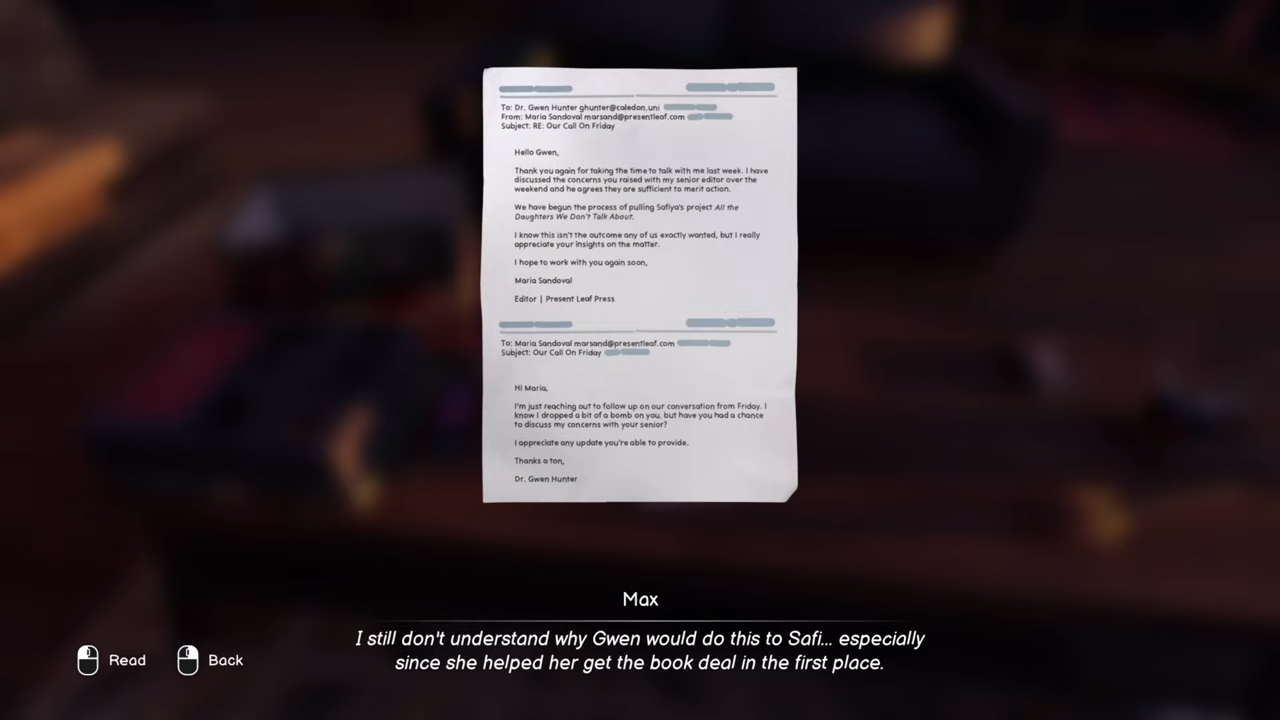 To: Dr. Gwen Hunter ghunter@caledon.uni
From: Maria Sandoval marsand@presentleaf.com
Subject: RE: Our Call On Friday
Hello Gwen,
Thank you again for taking the time to talk with me last week. I have
discussed the concerns you raised with my senior editor over the
weekend and he agrees they are sufficient to merit action.
We have begun the process of pulling Safiya's project All the
Daughters We Don't Talk About.
I know this isn't the outcome any of us exactly wanted, but I really
appreciate your insights on the matter.
I hope to work with you again soon,
Maria Sandoval
Editor | Present Leaf Press
To: Maria Sandoval marsand@presentleaf.com
Subject: Our Call On Friday
Hi Maria,
I'm just reaching out to follow up on our conversation from Friday. I
know I dropped a bit of a bomb on you, but have you had a chance
to discuss my concerns with your senior?
I appreciate any update you're able to provide.
Thanks a ton,
Dr. Gwen Hunter
Max
I still don't understand why Gwen would do this to Safi... especially
since she helped her get the book deal in the first place.
Read
Back